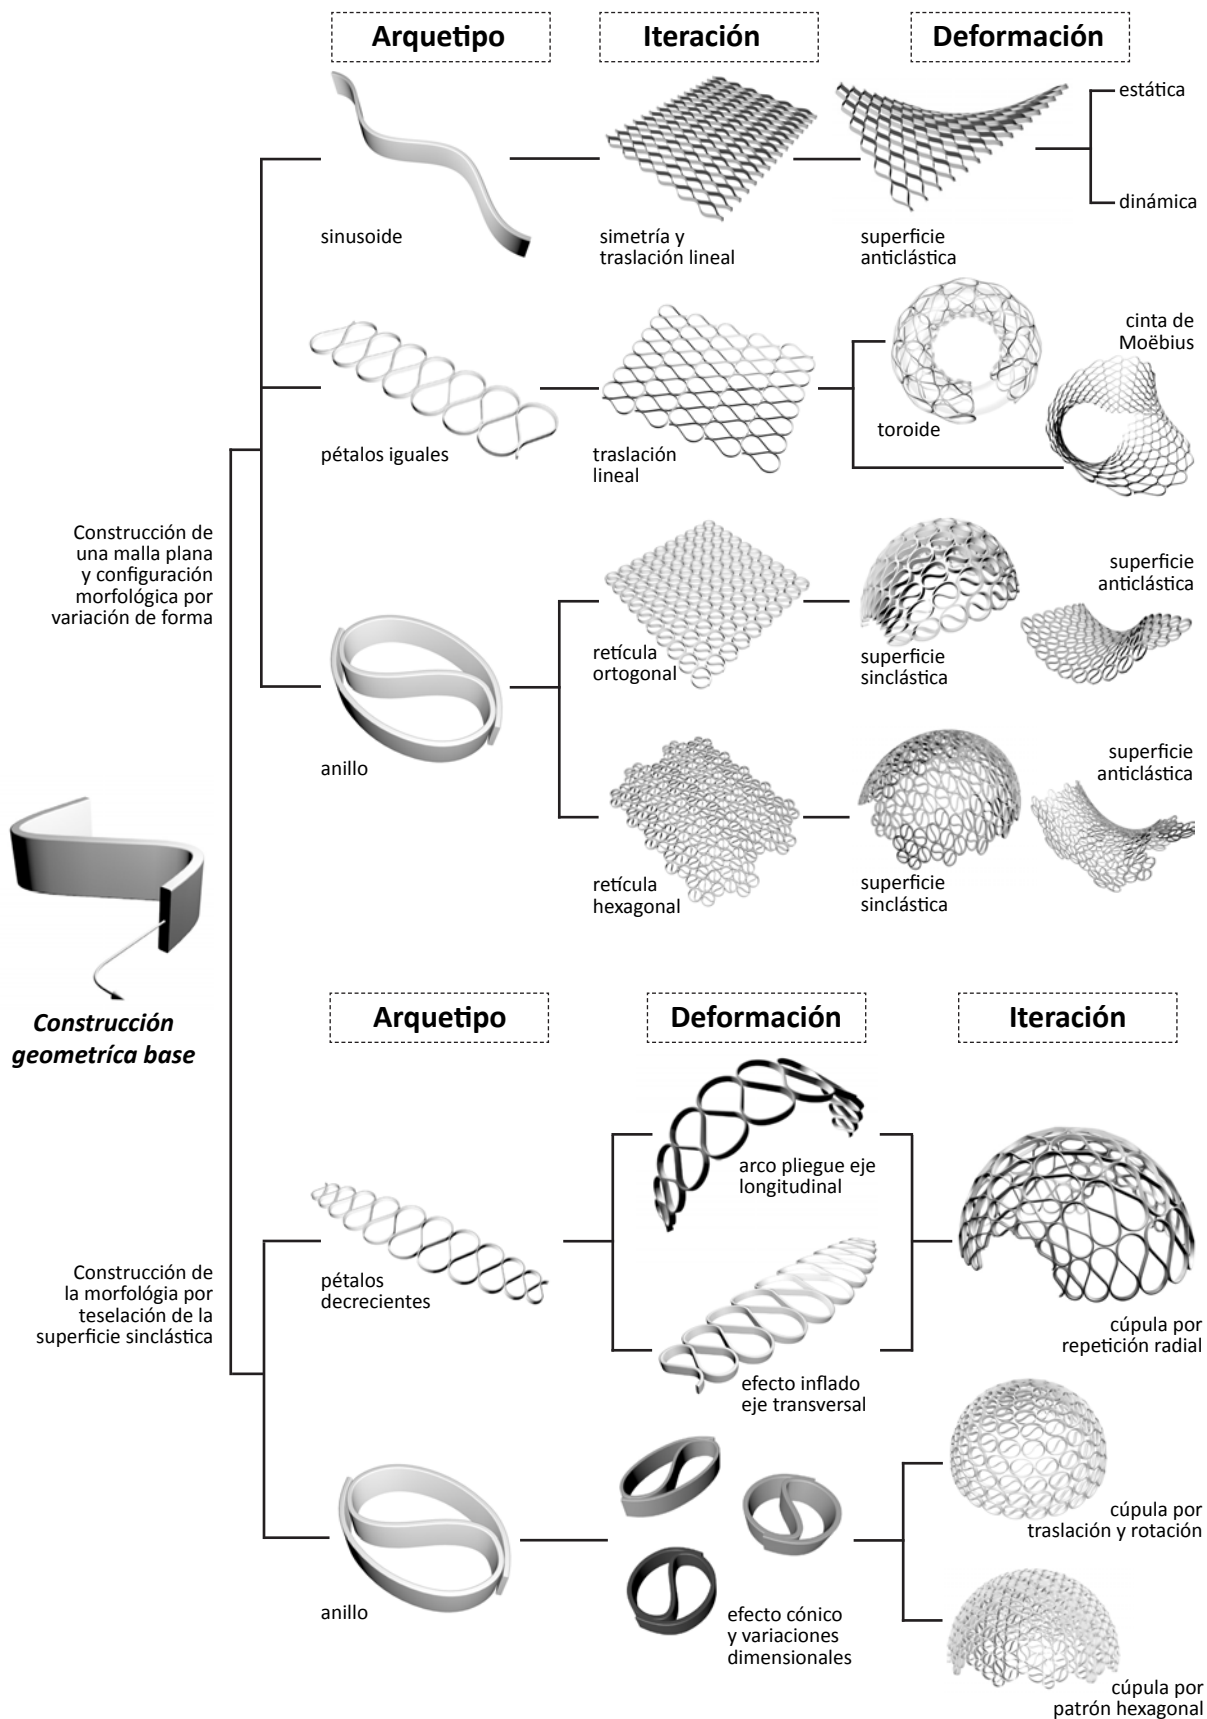 Arquetipo
Iteración
Deformación
estática
dinámica
sinusoide
simetría y
traslación lineal
superficie
anticlástica
cinta de
Moëbius
pétalos iguales
traslación
lineal
toroide
Construcción de
una malla plana
y configuración
morfológica por
variación de forma
superficie
anticlástica
retícula
ortogonal
superficie
sinclástica
anillo
superficie
anticlástica
retícula
hexagonal
superficie
sinclástica
Construcción
geometríca base
Arquetipo
Deformación
Iteración
arco pliegue eje
longitudinal
Construcción de
la morfológia por
teselación de la
superficie sinclástica
pétalos
decrecientes
cúpula por
repetición radial
efecto inflado
eje transversal
cúpula por
traslación y rotación
anillo
efecto cónico
y variaciones
dimensionales
cúpula por
patrón hexagonal